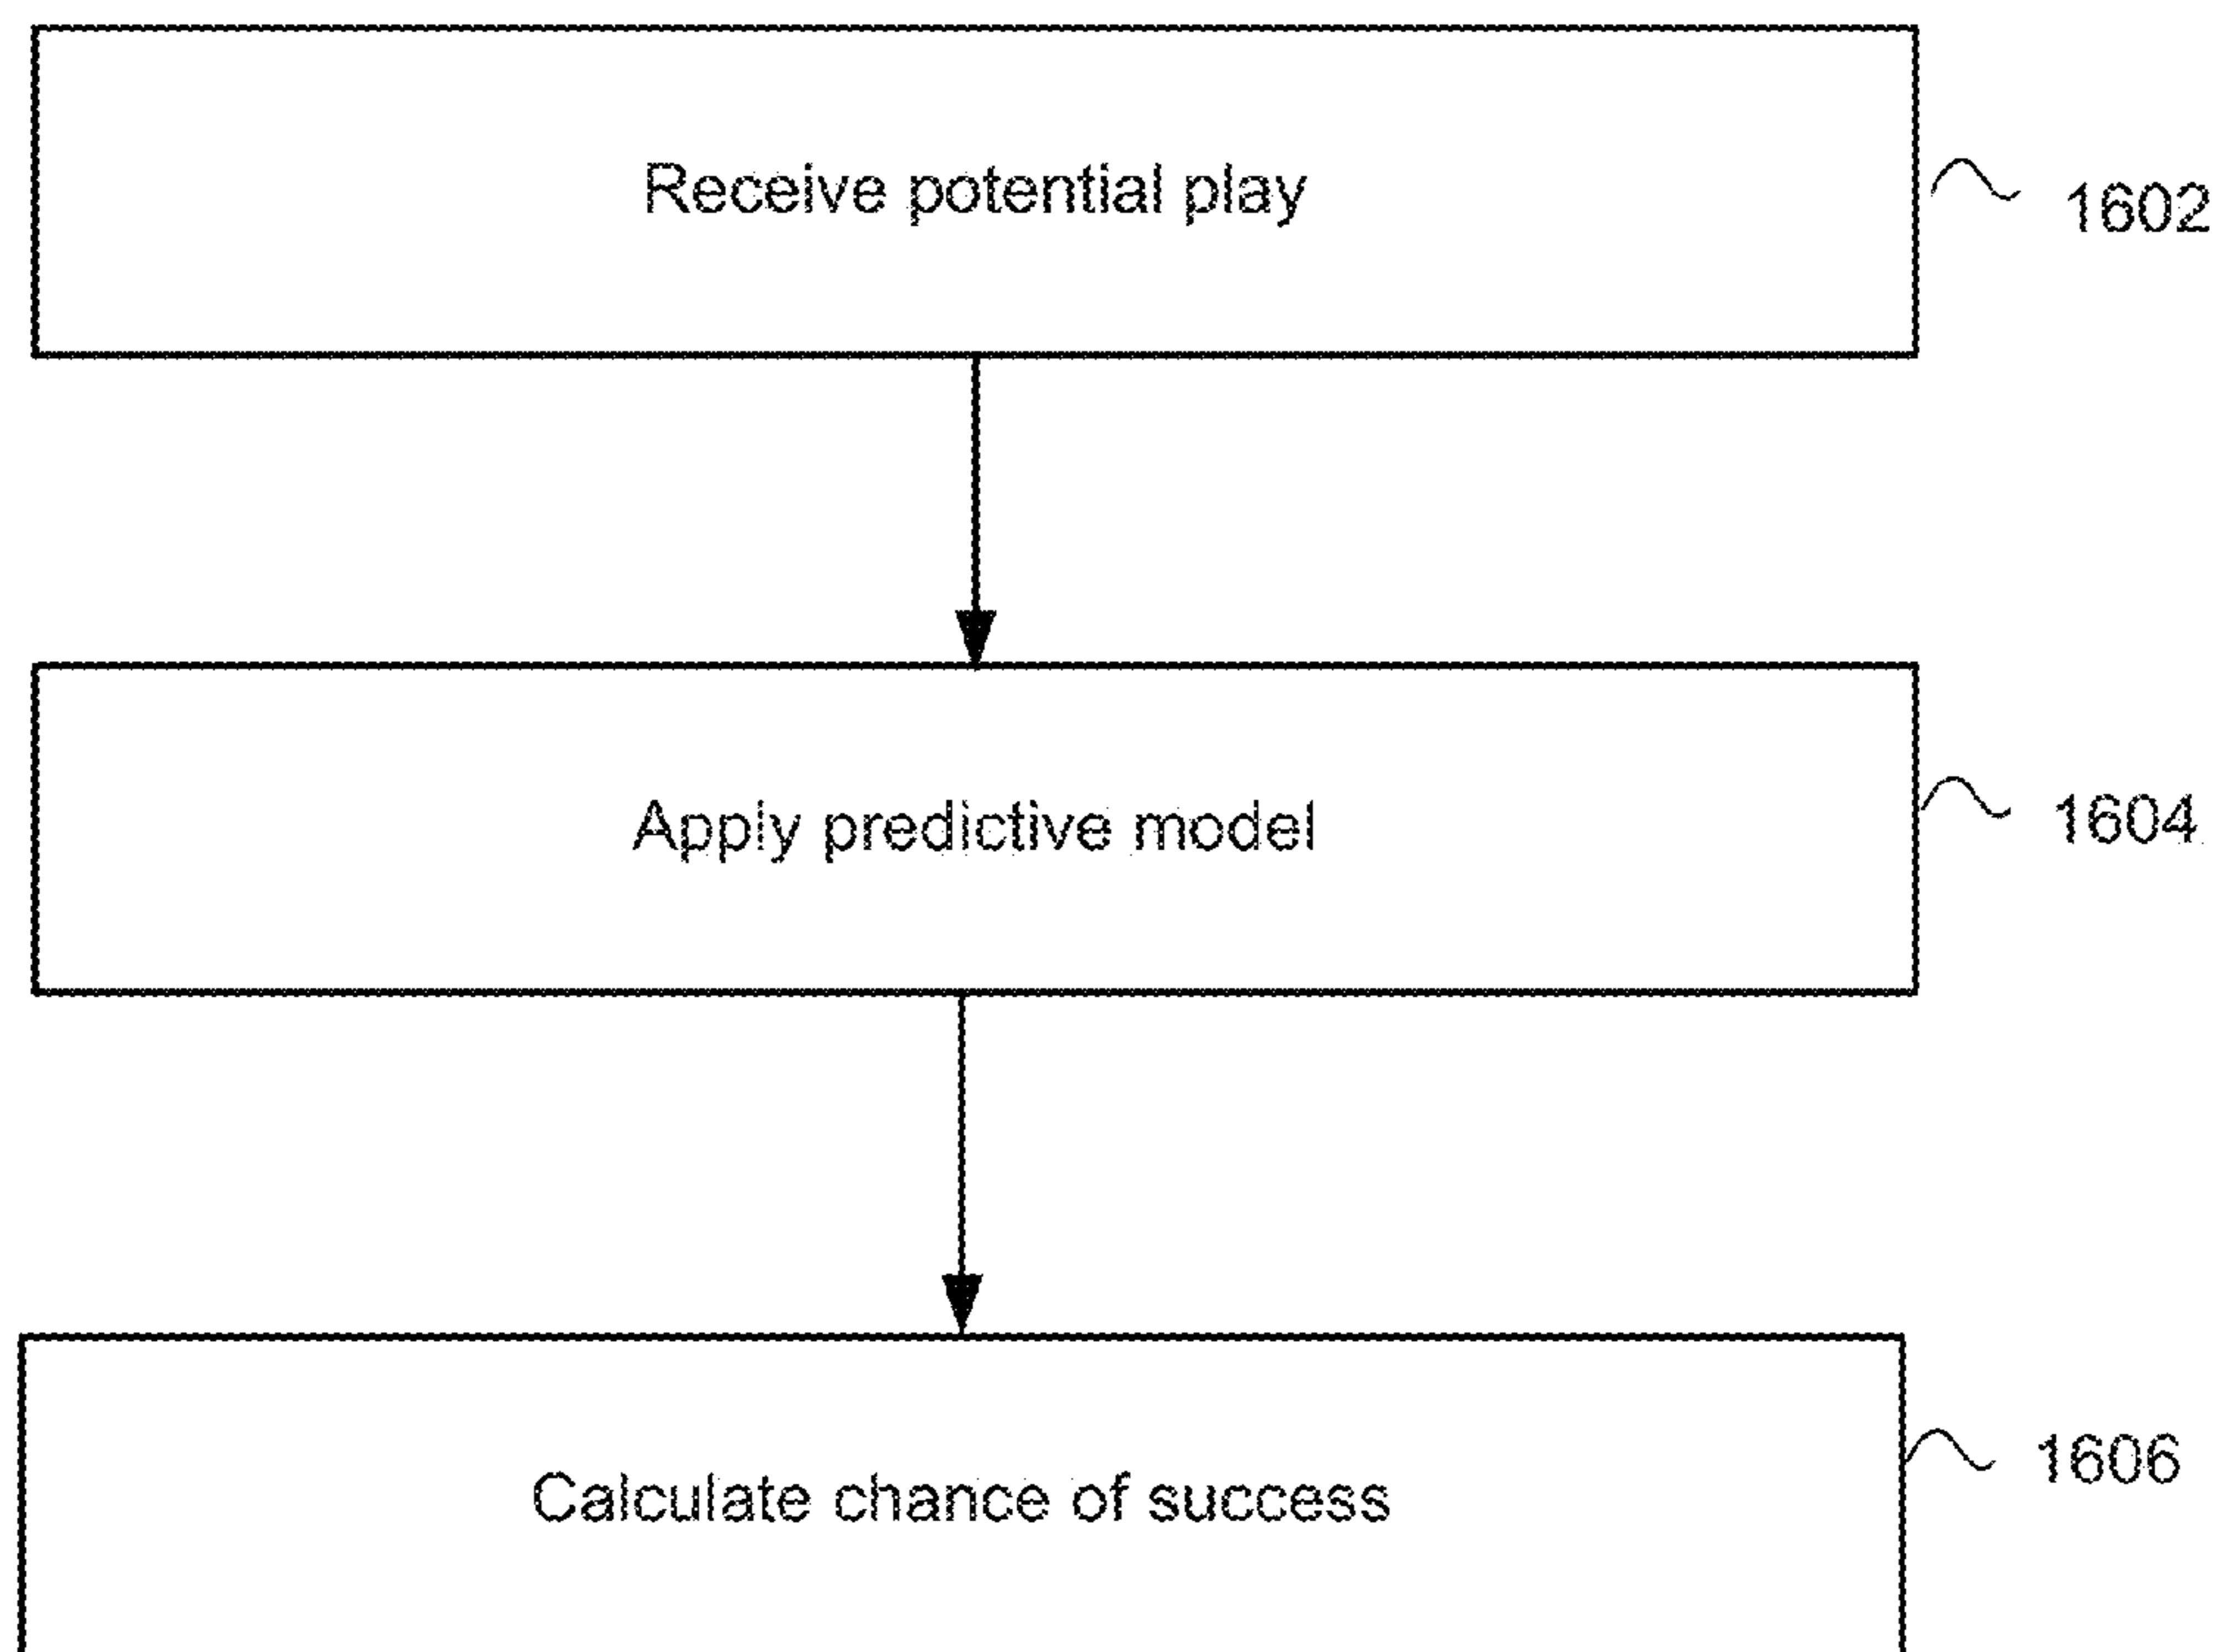 Receive potential play
1602
Apply predictive model
1604
Calculate chance of success
1606